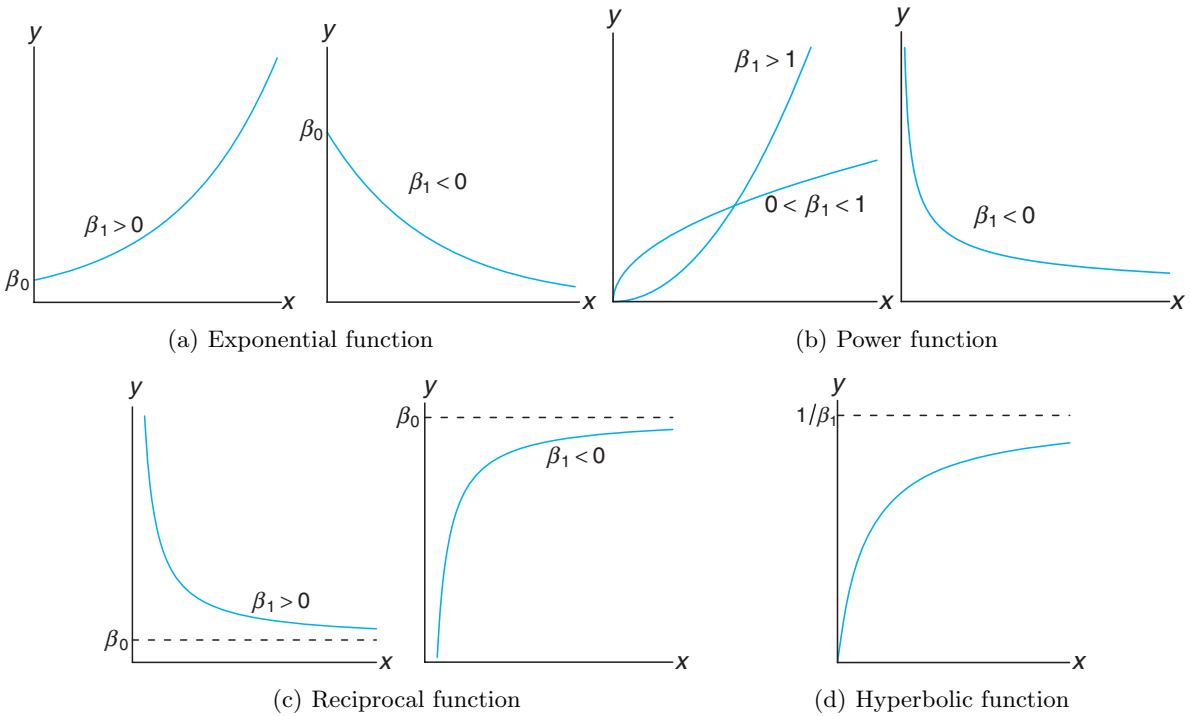 y
β₁ > 0
β₀
x
y
β₀
β₁ < 0
x
(a) Exponential function
y
β₁ > 1
0 < β₁ < 1
x
y
β₁ < 0
x
(b) Power function
y
β₁ > 0
β₀
x
y
β₀
β₁ < 0
x
(c) Reciprocal function
y
1/β₁
x
(d) Hyperbolic function